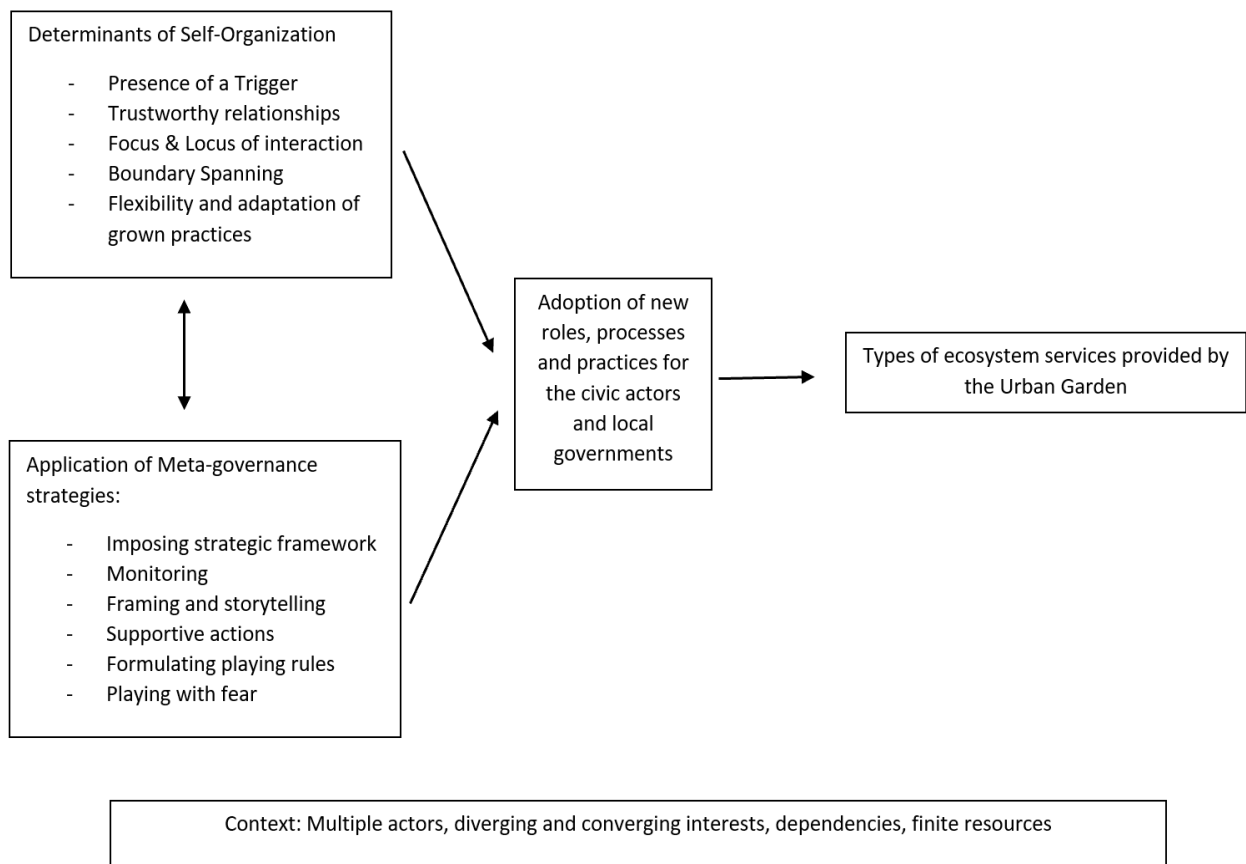 Determinants of Self-Organization
- Presence of a Trigger
- Trustworthy relationships
- Focus & Locus of interaction
- Boundary Spanning
- Flexibility and adaptation of
grown practices
Application of Meta-governance
strategies:
- Imposing strategic framework
- Monitoring
- Framing and storytelling
- Supportive actions
- Formulating playing rules
- Playing with fear
Adoption of new
roles, processes
and practices for
the civic actors
and local
governments
Types of ecosystem services provided by
the Urban Garden
Context: Multiple actors, diverging and converging interests, dependencies, finite resources